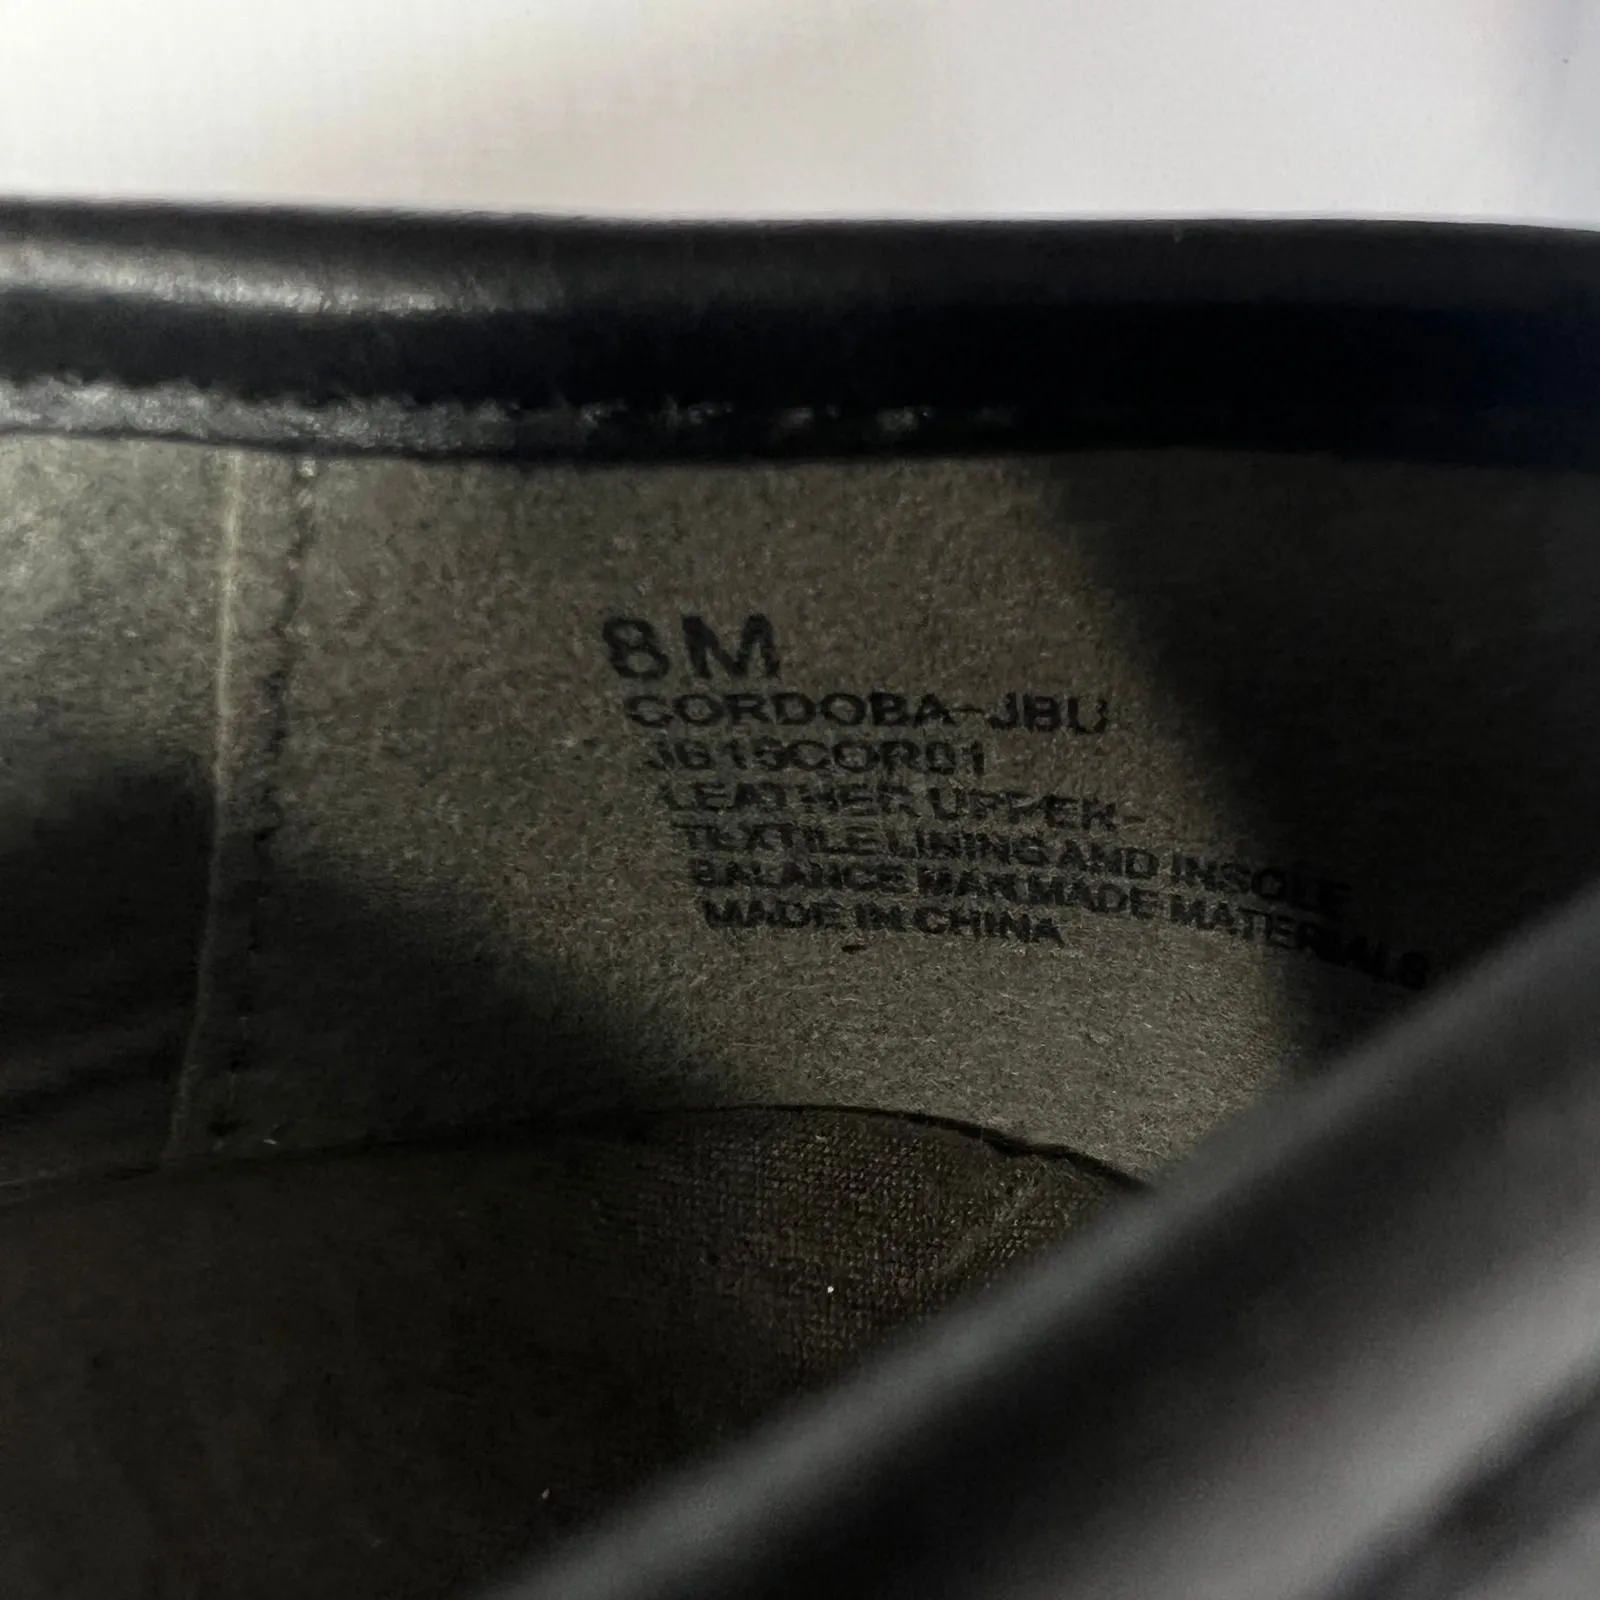 8M
CORDOBA-JBU
JB15COR01
LEATHER UPPER-
TEXTILE LINING AND INSOLE
BALANCE MAN MADE MATERIALS
MADE IN CHINA